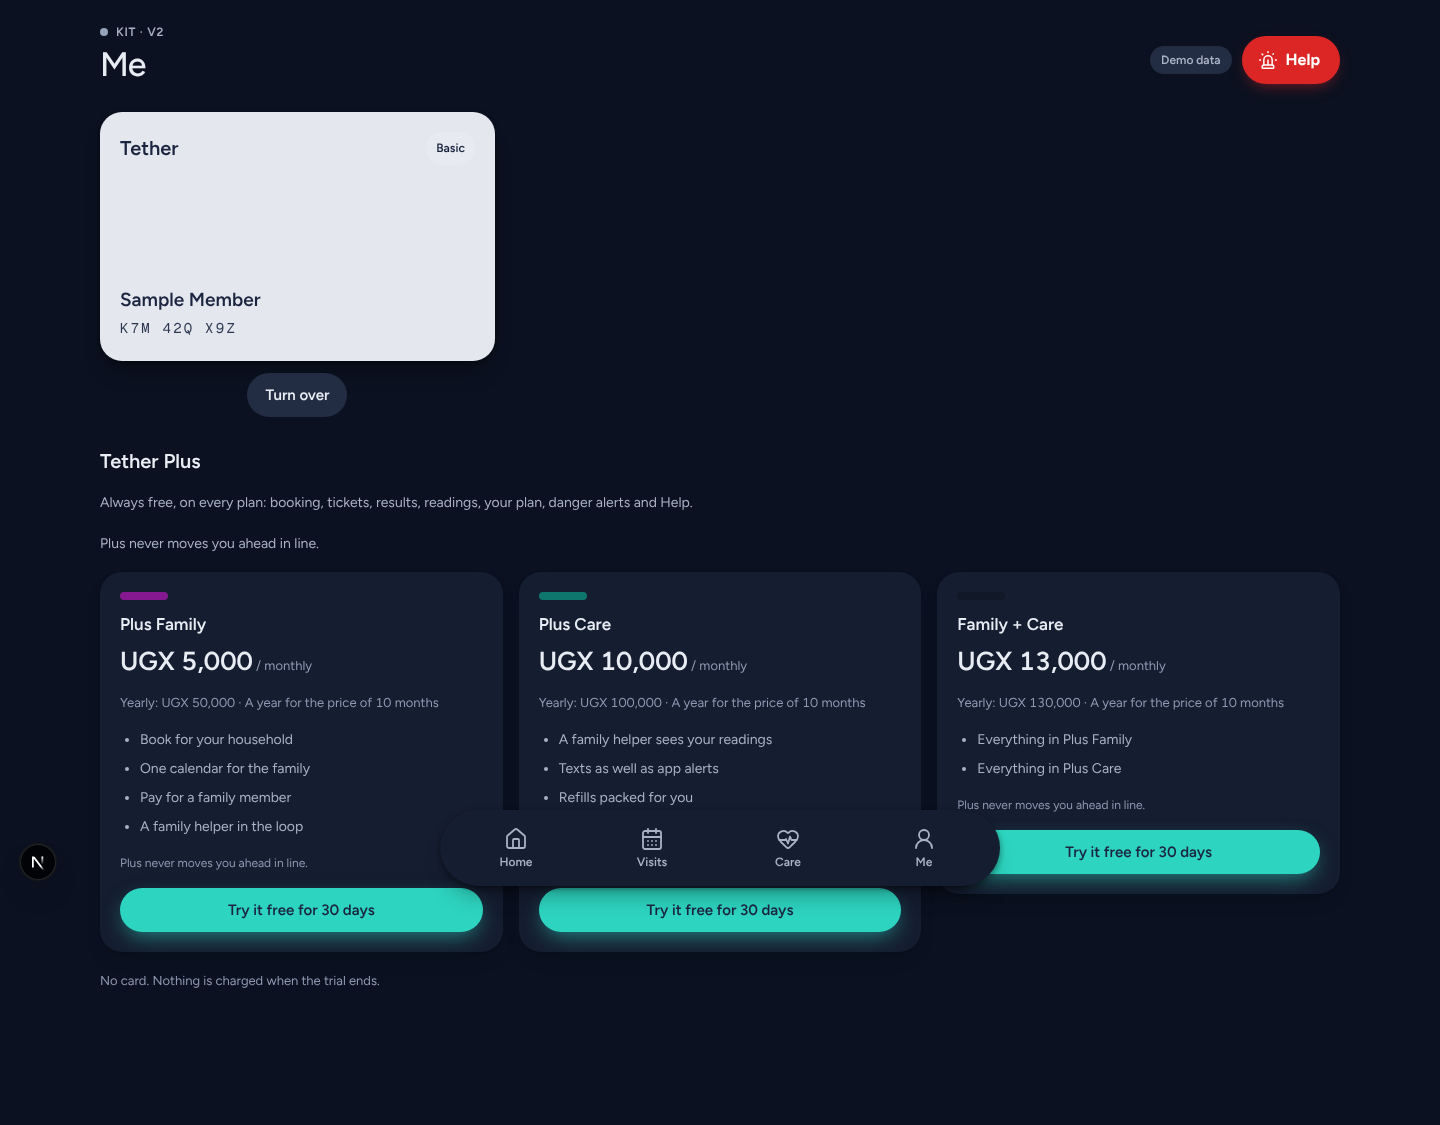 KIT · V2
Me
Demo data
Help
Tether
Basic
Sample Member
K7M 42Q X9Z
Turn over
Tether Plus
Always free, on every plan: booking, tickets, results, readings, your plan, danger alerts and Help.
Plus never moves you ahead in line.
Plus Family
UGX 5,000 / monthly
Yearly: UGX 50,000 · A year for the price of 10 months
Book for your household
One calendar for the family
Pay for a family member
A family helper in the loop
Plus never moves you ahead in line.
Try it free for 30 days
Plus Care
UGX 10,000 / monthly
Yearly: UGX 100,000 · A year for the price of 10 months
A family helper sees your readings
Texts as well as app alerts
Refills packed for you
Try it free for 30 days
Family + Care
UGX 13,000 / monthly
Yearly: UGX 130,000 · A year for the price of 10 months
Everything in Plus Family
Everything in Plus Care
Plus never moves you ahead in line.
Try it free for 30 days
Home
Visits
Care
Me
N
No card. Nothing is charged when the trial ends.